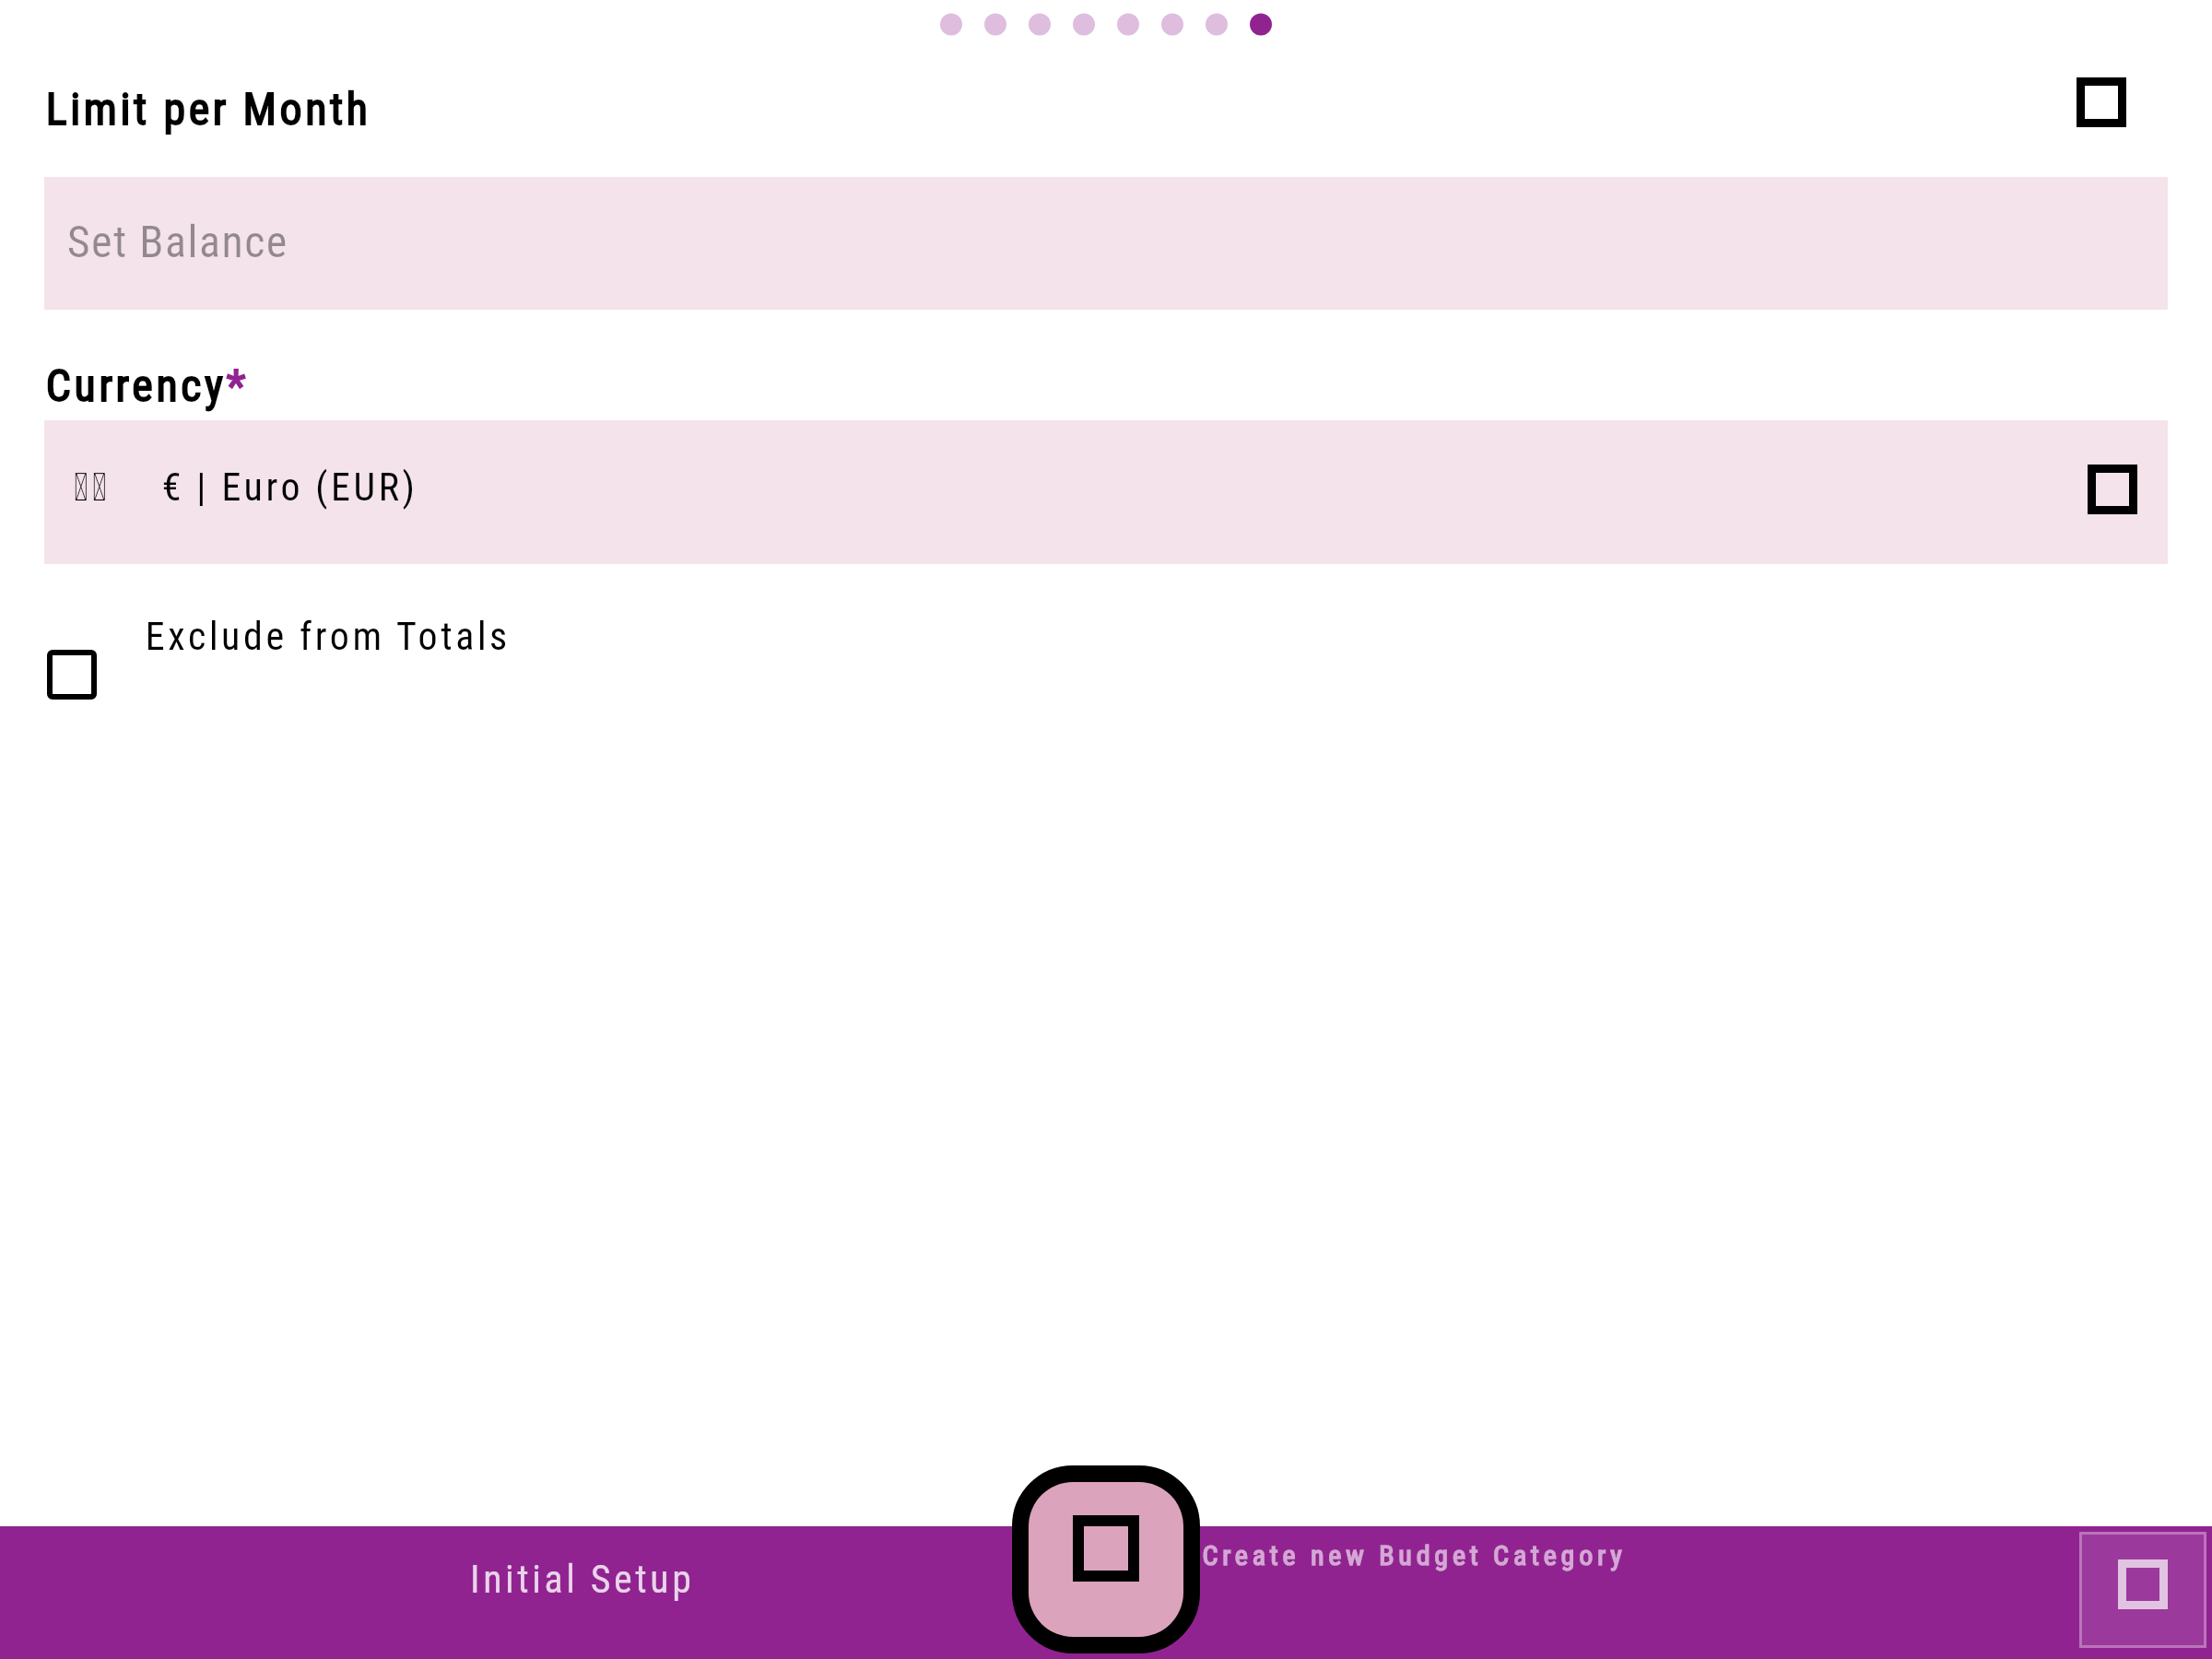 Limit per Month
Set Balance
Currency*
€ | Euro (EUR)
Exclude from Totals
Initial Setup
Create new Budget Category